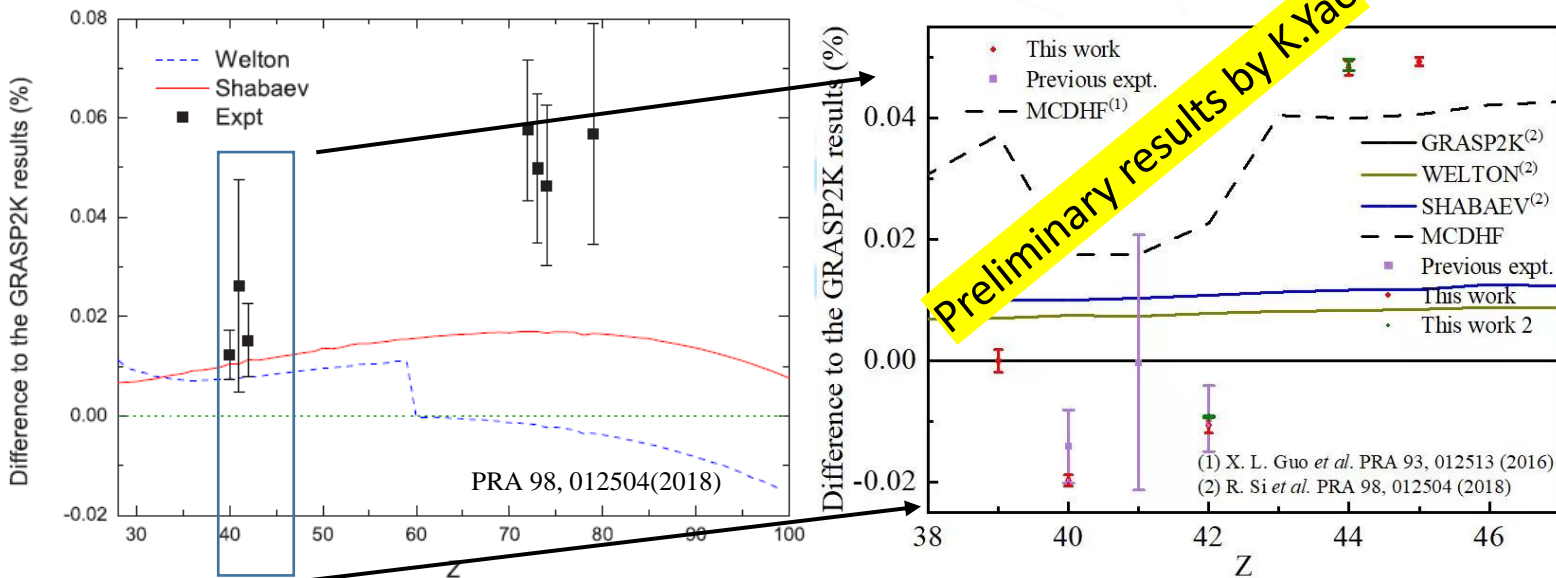 Difference to the GRASP2K results (%)
0.08
0.06
0.04
0.02
0.00
-0.02
Welton
Shabaev
Expt
PRA 98, 012504(2018)
30
40
50
60
70
80
90
100
Z
Difference to the GRASP2K results (%)
0.04
0.02
0.00
-0.02
This work
Previous expt.
MCDHF(1)
Preliminary results by K.Yao
GRASP2K(2)
WELTON(2)
SHABAEV(2)
MCDHF
Previous expt.
This work
This work 2
(1) X. L. Guo et al. PRA 93, 012513 (2016)
(2) R. Si et al. PRA 98, 012504 (2018)
38
40
42
44
46
Z